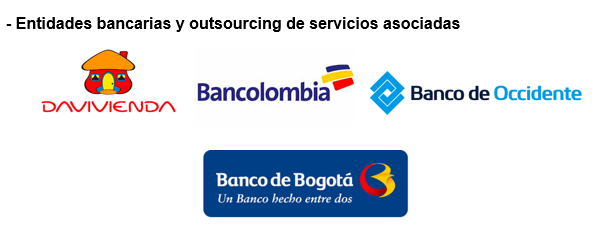 - Entidades bancarias y outsourcing de servicios asociadas
DAVIVIENDA
Bancolombia
Banco de Occidente
Banco de Bogotá
Un Banco hecho entre dos